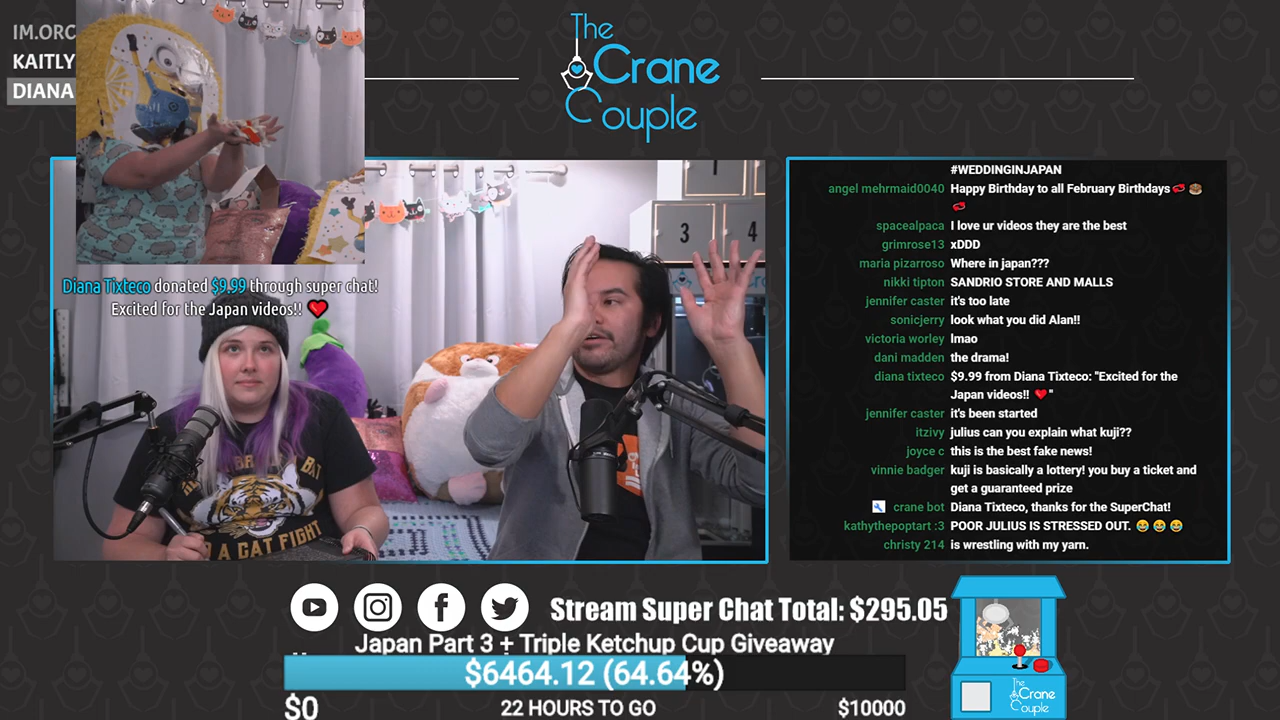 IM.ORC
KAITLY
DIANA
The
Crane
Couple
Diana Tixteco donated $9.99 through super chat!
Excited for the Japan videos!!
A CAT FIGHT
1
3 4
#WEDDINGINJAPAN
angel mehrmaid0040 Happy Birthday to all February Birthdays
spacealpaca I love ur videos they are the best
grimrose13 xDDD
maria pizarroso Where in japan???
nikki tipton SANDRIO STORE AND MALLS
jennifer caster it's too late
sonicjerry look what you did Alan!!
victoria worley lmao
dani madden the drama!
diana tixteco $9.99 from Diana Tixteco: "Excited for the
Japan videos!! ❤️ "
jennifer caster it's been started
itzivy julius can you explain what kuji??
joyce c this is the best fake news!
vinnie badger kuji is basically a lottery! you buy a ticket and
get a guaranteed prize
crane bot Diana Tixteco, thanks for the SuperChat!
kathythepoptart :3 POOR JULIUS IS STRESSED OUT. 😂 😂 😂
christy 214 is wrestling with my yarn.
Stream Super Chat Total: $295.05
Japan Part 3 + Triple Ketchup Cup Giveaway
$6464.12 (64.64%)
$0 22 HOURS TO GO $10000
The
Crane
Couple